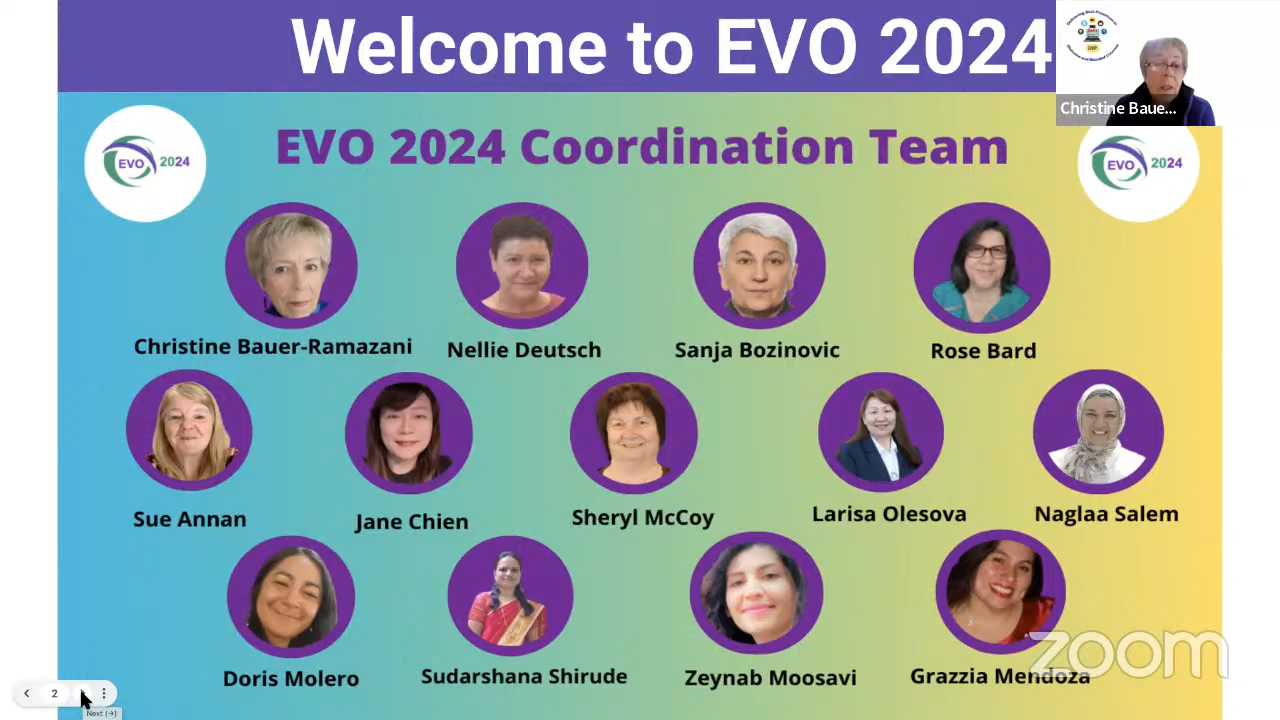 Welcome to EVO 2024
Christine Baue...
EVO 2024
EVO 2024 Coordination Team
EVO 2024
Christine Bauer-Ramazani
Nellie Deutsch
Sanja Bozinovic
Rose Bard
Sue Annan
Jane Chien
Sheryl McCoy
Larisa Olesova
Naglaa Salem
Doris Molero
Sudarshana Shirude
Zeynab Moosavi
Grazzia Mendoza
zoom
2
Next (→)